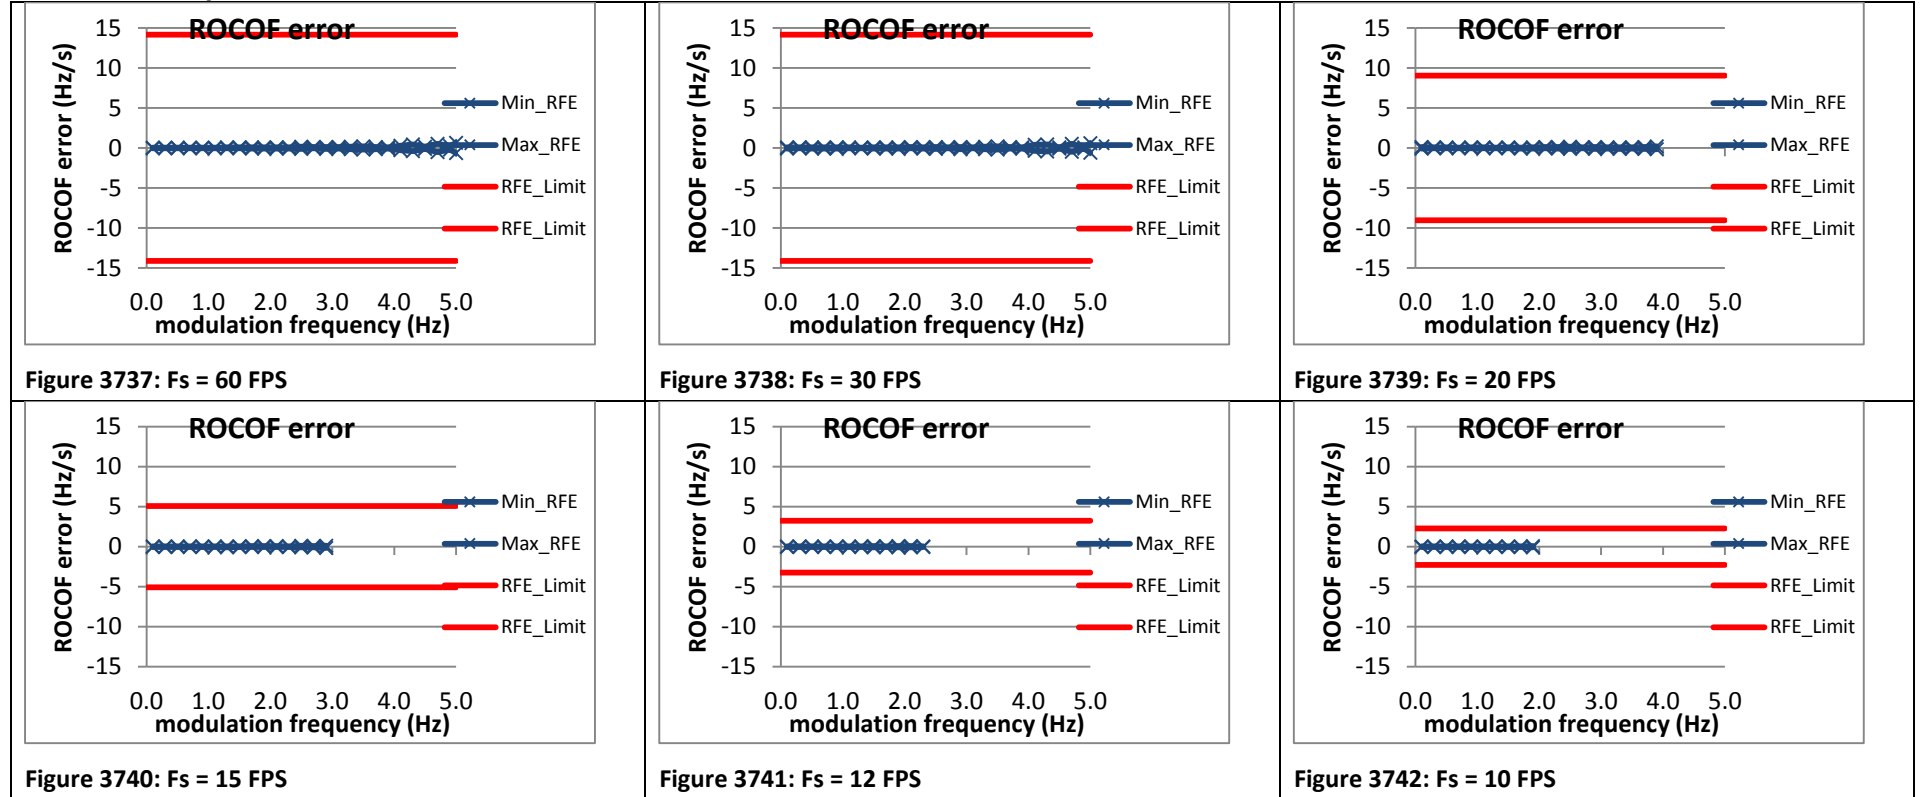 ROCOF error
ROCOF error (Hz/s)
15
10
5
0
-5
-10
-15
0.0 1.0 2.0 3.0 4.0 5.0
modulation frequency (Hz)
Min_RFE
Max_RFE
RFE_Limit
RFE_Limit
Figure 3737: Fs = 60 FPS
ROCOF error
ROCOF error (Hz/s)
15
10
5
0
-5
-10
-15
0.0 1.0 2.0 3.0 4.0 5.0
modulation frequency (Hz)
Min_RFE
Max_RFE
RFE_Limit
RFE_Limit
Figure 3738: Fs = 30 FPS
ROCOF error
ROCOF error (Hz/s)
15
10
5
0
-5
-10
-15
0.0 1.0 2.0 3.0 4.0 5.0
modulation frequency (Hz)
Min_RFE
Max_RFE
RFE_Limit
RFE_Limit
Figure 3739: Fs = 20 FPS
ROCOF error
ROCOF error (Hz/s)
15
10
5
0
-5
-10
-15
0.0 1.0 2.0 3.0 4.0 5.0
modulation frequency (Hz)
Min_RFE
Max_RFE
RFE_Limit
RFE_Limit
Figure 3740: Fs = 15 FPS
ROCOF error
ROCOF error (Hz/s)
15
10
5
0
-5
-10
-15
0.0 1.0 2.0 3.0 4.0 5.0
modulation frequency (Hz)
Min_RFE
Max_RFE
RFE_Limit
RFE_Limit
Figure 3741: Fs = 12 FPS
ROCOF error
ROCOF error (Hz/s)
15
10
5
0
-5
-10
-15
0.0 1.0 2.0 3.0 4.0 5.0
modulation frequency (Hz)
Min_RFE
Max_RFE
RFE_Limit
RFE_Limit
Figure 3742: Fs = 10 FPS